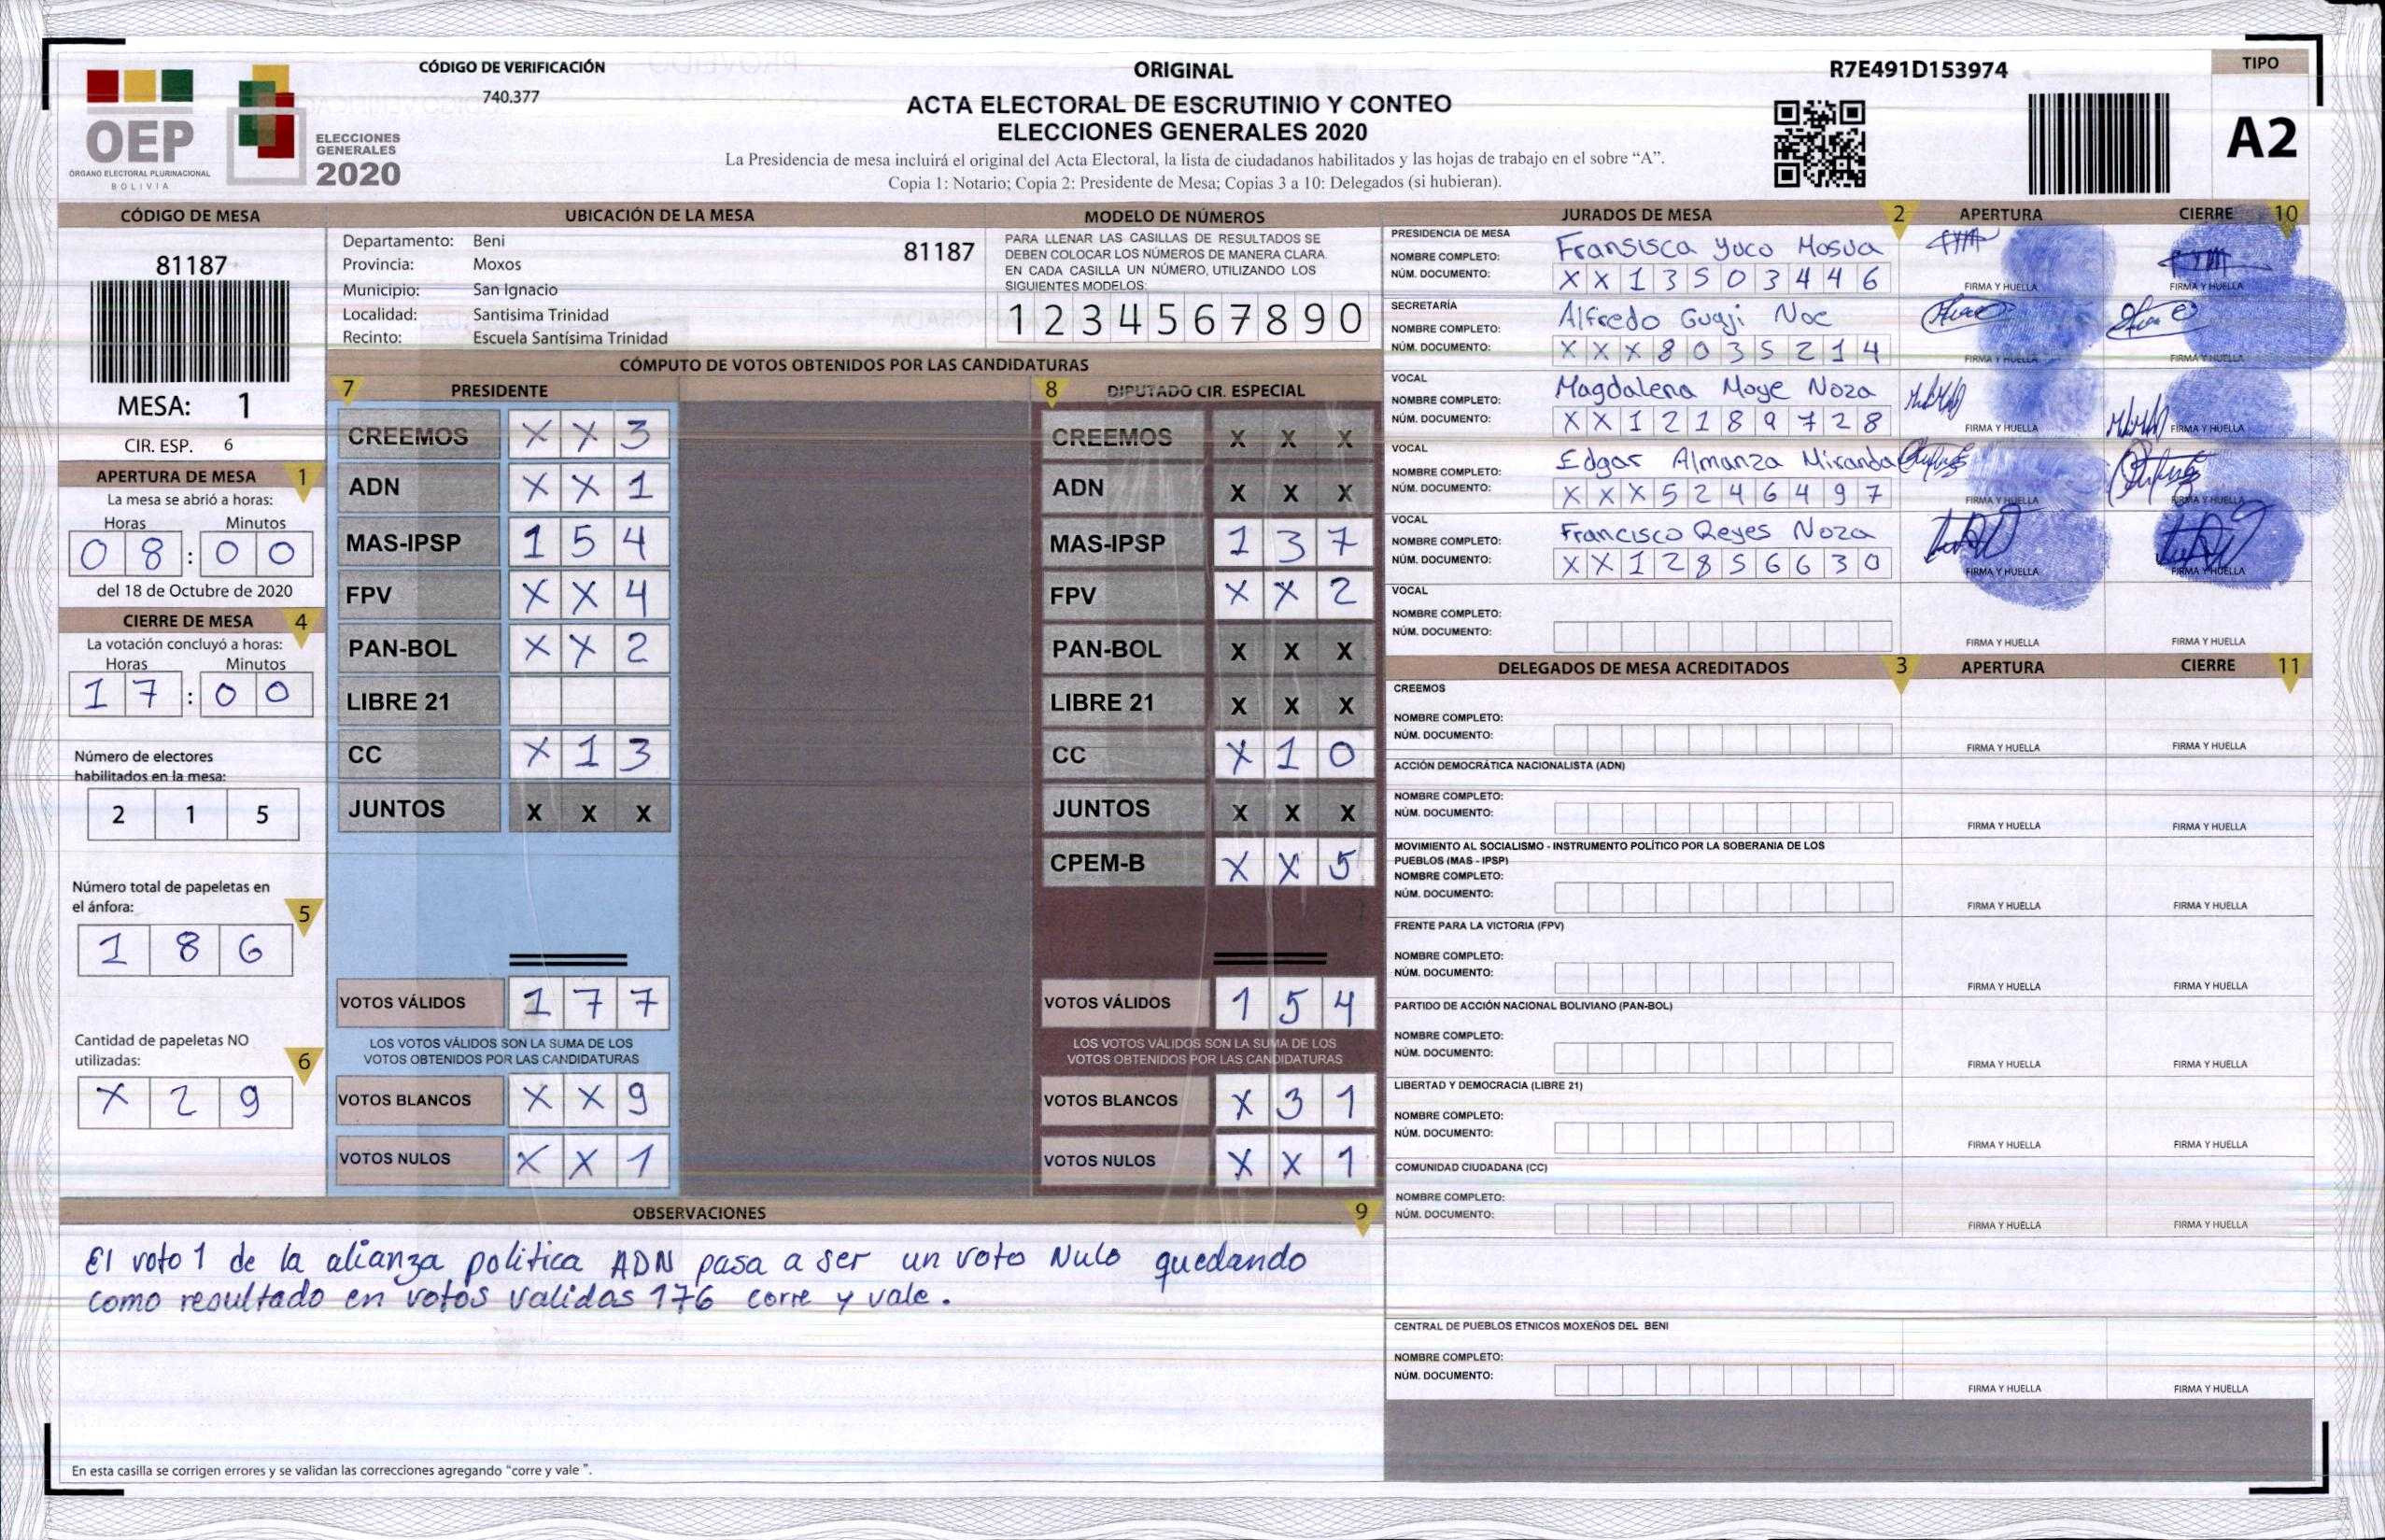 CÓDIGO DE VERIFICACIÓN
740.377
OEP
ÓRGANO ELECTORAL PLURINACIONAL
BOLIVIA
ELECCIONES
GENERALES
2020
ORIGINAL
ACTA ELECTORAL DE ESCRUTINIO Y CONTEO
ELECCIONES GENERALES 2020
La Presidencia de mesa incluirá el original del Acta Electoral, la lista de ciudadanos habilitados y las hojas de trabajo en el sobre “A”.
Copia 1: Notario; Copia 2: Presidente de Mesa; Copias 3 a 10: Delegados (si hubieran).
R7E491D153974
TIPO
A2
CÓDIGO DE MESA
81187
MESA: 1
CIR. ESP. 6
UBICACIÓN DE LA MESA
Departamento: Beni
81187
Provincia: Moxos
Municipio: San Ignacio
Localidad: Santisima Trinidad
Recinto: Escuela Santísima Trinidad
MODELO DE NÚMEROS
PARA LLENAR LAS CASILLAS DE RESULTADOS SE
DEBEN COLOCAR LOS NÚMEROS DE MANERA CLARA.
EN CADA CASILLA UN NÚMERO, UTILIZANDO LOS
SIGUIENTES MODELOS:
1 2 3 4 5 6 7 8 9 0
APERTURA DE MESA 1
La mesa se abrió a horas:
Horas Minutos
0 8 : 0 0
del 18 de Octubre de 2020
CIERRE DE MESA 4
La votación concluyó a horas:
Horas Minutos
1 7 : 0 0
Número de electores
habilitados en la mesa:
2 1 5
Número total de papeletas en
el ánfora:
5
1 8 6
Cantidad de papeletas NO
utilizadas:
6
X 2 9
CÓMPUTO DE VOTOS OBTENIDOS POR LAS CANDIDATURAS
7 PRESIDENTE
CREEMOS X X 3
ADN X X 1
MAS-IPSP 1 5 4
FPV X X 4
PAN-BOL X X 2
LIBRE 21
CC X 1 3
JUNTOS X X X
VOTOS VÁLIDOS 1 7 7
LOS VOTOS VÁLIDOS SON LA SUMA DE LOS
VOTOS OBTENIDOS POR LAS CANDIDATURAS
VOTOS BLANCOS X X 9
VOTOS NULOS X X 1
8 DIPUTADO CIR. ESPECIAL
CREEMOS X X X
ADN X X X
MAS-IPSP 1 3 7
FPV X X 2
PAN-BOL X X X
LIBRE 21 X X X
CC X 1 0
JUNTOS X X X
CPEM-B X X 5
VOTOS VÁLIDOS 1 5 4
LOS VOTOS VÁLIDOS SON LA SUMA DE LOS
VOTOS OBTENIDOS POR LAS CANDIDATURAS
VOTOS BLANCOS X 3 1
VOTOS NULOS X X 1
OBSERVACIONES 9
El voto 1 de la alianza politica ADN pasa a ser un voto Nulo quedando
como resultado en votos validos 176 corre y vale.
En esta casilla se corrigen errores y se validan las correcciones agregando “corre y vale ”.
JURADOS DE MESA 2 APERTURA CIERRE 10
PRESIDENCIA DE MESA
NOMBRE COMPLETO: Fransisca Yuco Mosua
NÚM. DOCUMENTO: X X 1 3 5 0 3 4 4 6
FIRMA Y HUELLA FIRMA Y HUELLA
SECRETARÍA
NOMBRE COMPLETO: Alfredo Guaji Noe
NÚM. DOCUMENTO: X X X 8 0 3 5 2 1 4
FIRMA Y HUELLA FIRMA Y HUELLA
VOCAL
NOMBRE COMPLETO: Magdalena Moye Noza
NÚM. DOCUMENTO: X X 1 2 1 8 9 7 2 8
FIRMA Y HUELLA FIRMA Y HUELLA
VOCAL
NOMBRE COMPLETO: Edgar Almanza Miranda
NÚM. DOCUMENTO: X X X 5 2 4 6 4 9 7
FIRMA Y HUELLA FIRMA Y HUELLA
VOCAL
NOMBRE COMPLETO: Francisco Reyes Noza
NÚM. DOCUMENTO: X X 1 2 8 5 6 6 3 0
FIRMA Y HUELLA FIRMA Y HUELLA
VOCAL
NOMBRE COMPLETO:
NÚM. DOCUMENTO:
FIRMA Y HUELLA FIRMA Y HUELLA
DELEGADOS DE MESA ACREDITADOS 3 APERTURA CIERRE 11
CREEMOS
NOMBRE COMPLETO:
NÚM. DOCUMENTO:
FIRMA Y HUELLA FIRMA Y HUELLA
ACCIÓN DEMOCRÁTICA NACIONALISTA (ADN)
NOMBRE COMPLETO:
NÚM. DOCUMENTO:
FIRMA Y HUELLA FIRMA Y HUELLA
MOVIMIENTO AL SOCIALISMO - INSTRUMENTO POLÍTICO POR LA SOBERANIA DE LOS
PUEBLOS (MAS - IPSP)
NOMBRE COMPLETO:
NÚM. DOCUMENTO:
FIRMA Y HUELLA FIRMA Y HUELLA
FRENTE PARA LA VICTORIA (FPV)
NOMBRE COMPLETO:
NÚM. DOCUMENTO:
FIRMA Y HUELLA FIRMA Y HUELLA
PARTIDO DE ACCIÓN NACIONAL BOLIVIANO (PAN-BOL)
NOMBRE COMPLETO:
NÚM. DOCUMENTO:
FIRMA Y HUELLA FIRMA Y HUELLA
LIBERTAD Y DEMOCRACIA (LIBRE 21)
NOMBRE COMPLETO:
NÚM. DOCUMENTO:
FIRMA Y HUELLA FIRMA Y HUELLA
COMUNIDAD CIUDADANA (CC)
NOMBRE COMPLETO:
NÚM. DOCUMENTO:
FIRMA Y HUELLA FIRMA Y HUELLA
CENTRAL DE PUEBLOS ETNICOS MOXEÑOS DEL BENI
NOMBRE COMPLETO:
NÚM. DOCUMENTO:
FIRMA Y HUELLA FIRMA Y HUELLA